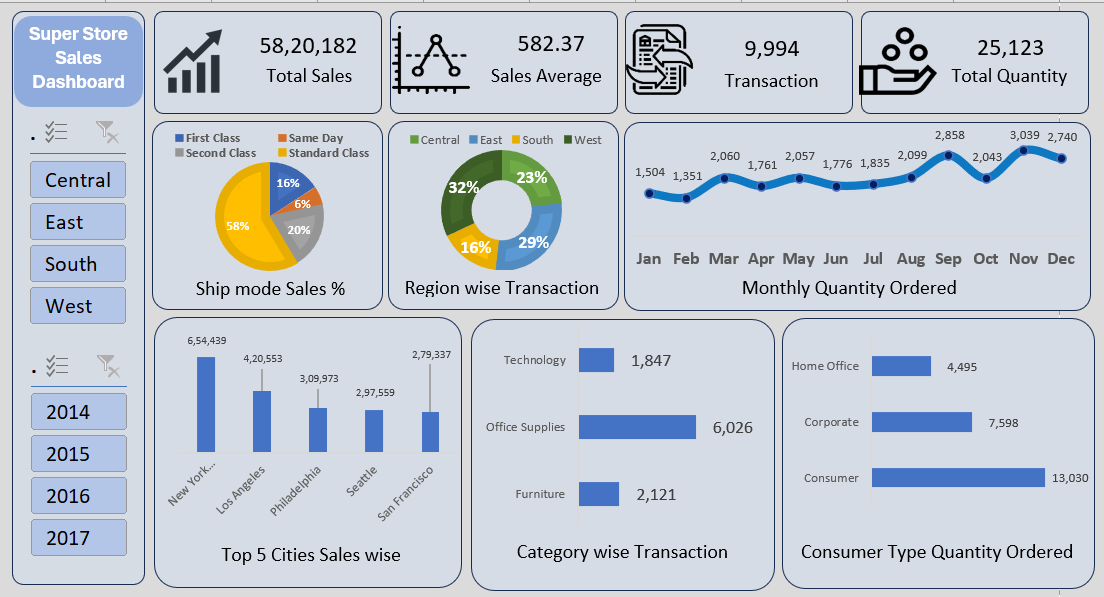 Super Store
Sales
Dashboard
58,20,182
Total Sales
582.37
Sales Average
9,994
Transaction
25,123
Total Quantity
.
Central
East
South
West
.
2014
2015
2016
2017
First Class
Same Day
Second Class
Standard Class
16%
6%
20%
58%
Ship mode Sales %
Central
East
South
West
32%
23%
16%
29%
Region wise Transaction
1,504
1,351
2,060
1,761
2,057
1,776
1,835
2,099
2,858
2,043
3,039
2,740
Jan Feb Mar Apr May Jun Jul Aug Sep Oct Nov Dec
Monthly Quantity Ordered
6,54,439
4,20,553
3,09,973
2,97,559
2,79,337
New York...
Los Angeles
Philadelphia
Seattle
San Francisco
Top 5 Cities Sales wise
Technology 1,847
Office Supplies 6,026
Furniture 2,121
Category wise Transaction
Home Office 4,495
Corporate 7,598
Consumer 13,030
Consumer Type Quantity Ordered